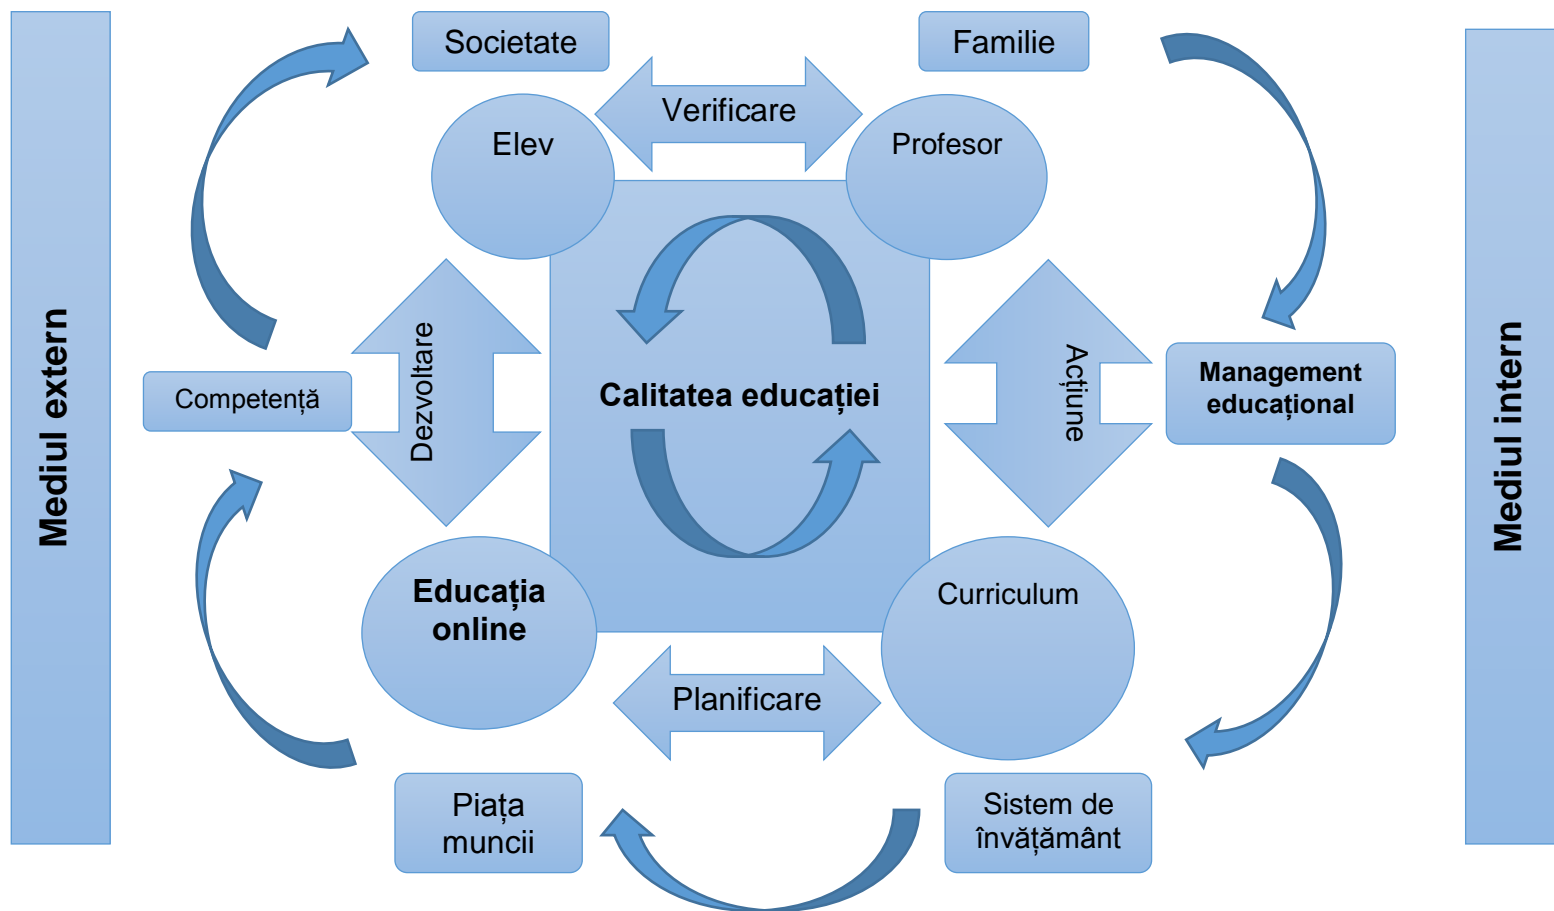 Societate
Familie
Verificare
Elev
Profesor
Mediul extern
Dezvoltare
Acțiune
Mediul intern
Competență
Calitatea educației
Management
educațional
Educația
online
Curriculum
Planificare
Piața
muncii
Sistem de
învățământ